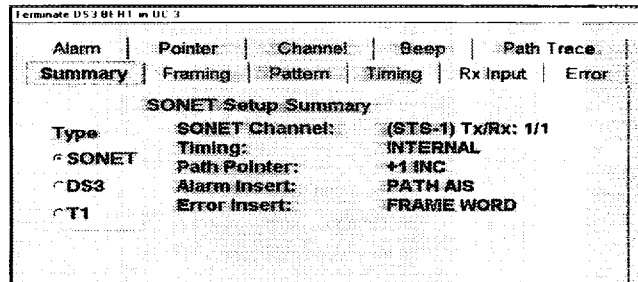 Terminate DS3 BERT in OC 3
Alarm Pointer Channel Beep Path Trace
Summary Framing Pattern Timing Rx Input Error
SONET Setup Summary
Type
SONET
DS3
T1
SONET Channel: (STS-1) Tx/Rx: 1/1
Timing: INTERNAL
Path Pointer: +1 INC
Alarm Insert: PATH AIS
Error Insert: FRAME WORD